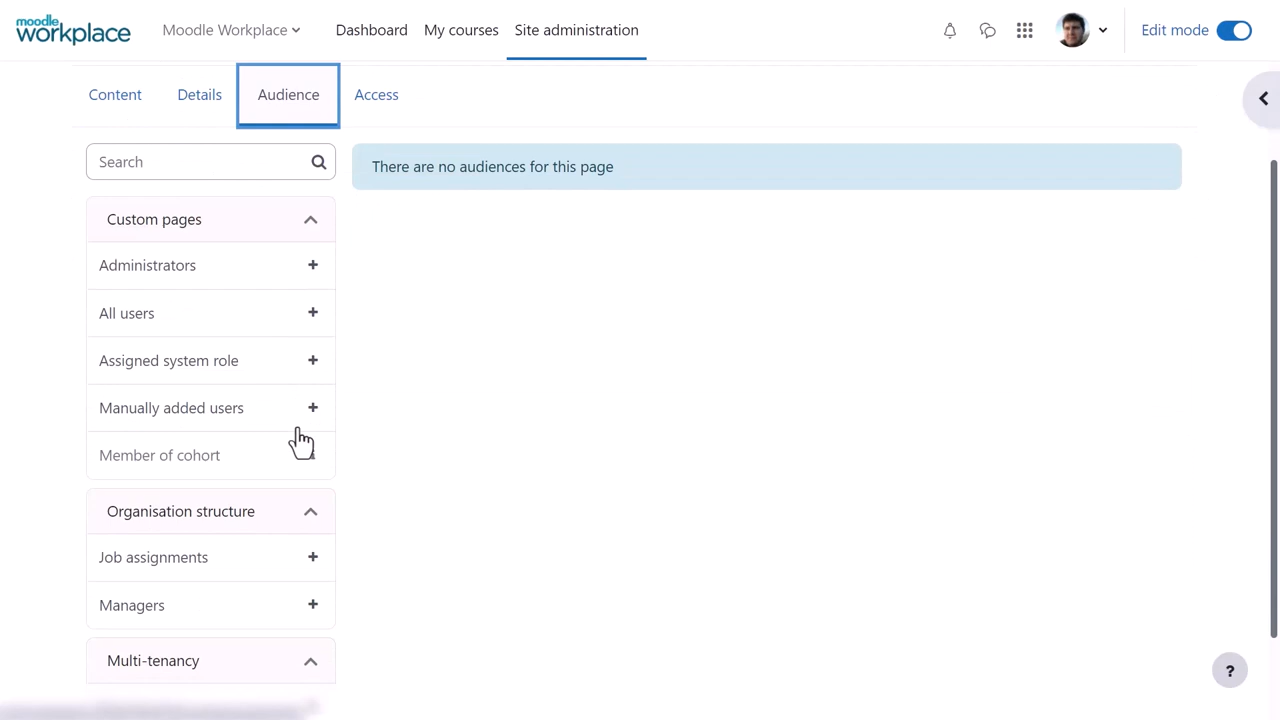 moodle
workplace
Moodle Workplace
Dashboard
My courses
Site administration
Edit mode
Content
Details
Audience
Access
Search
There are no audiences for this page
Custom pages
Administrators
All users
Assigned system role
Manually added users
Member of cohort
Organisation structure
Job assignments
Managers
Multi-tenancy
?